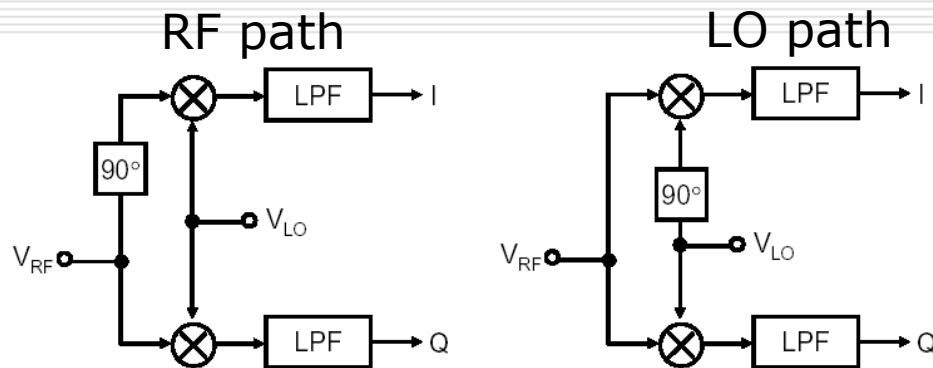 RF path
LO path
LPF
I
90°
V_LO
V_RF
LPF
Q
LPF
I
90°
V_LO
V_RF
LPF
Q